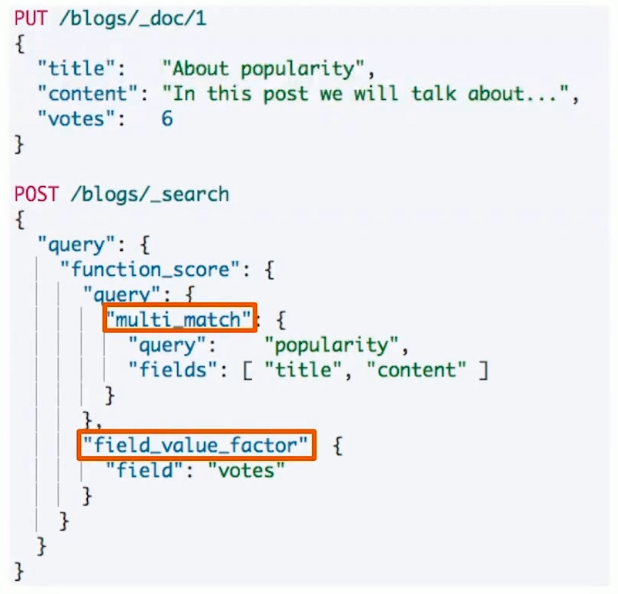 PUT /blogs/_doc/1
{
"title": "About popularity",
"content": "In this post we will talk about...",
"votes": 6
}
POST /blogs/_search
{
"query": {
"function_score": {
"query": {
"multi_match": {
"query": "popularity",
"fields": [ "title", "content" ]
}
},
"field_value_factor" {
"field": "votes"
}
}
}
}